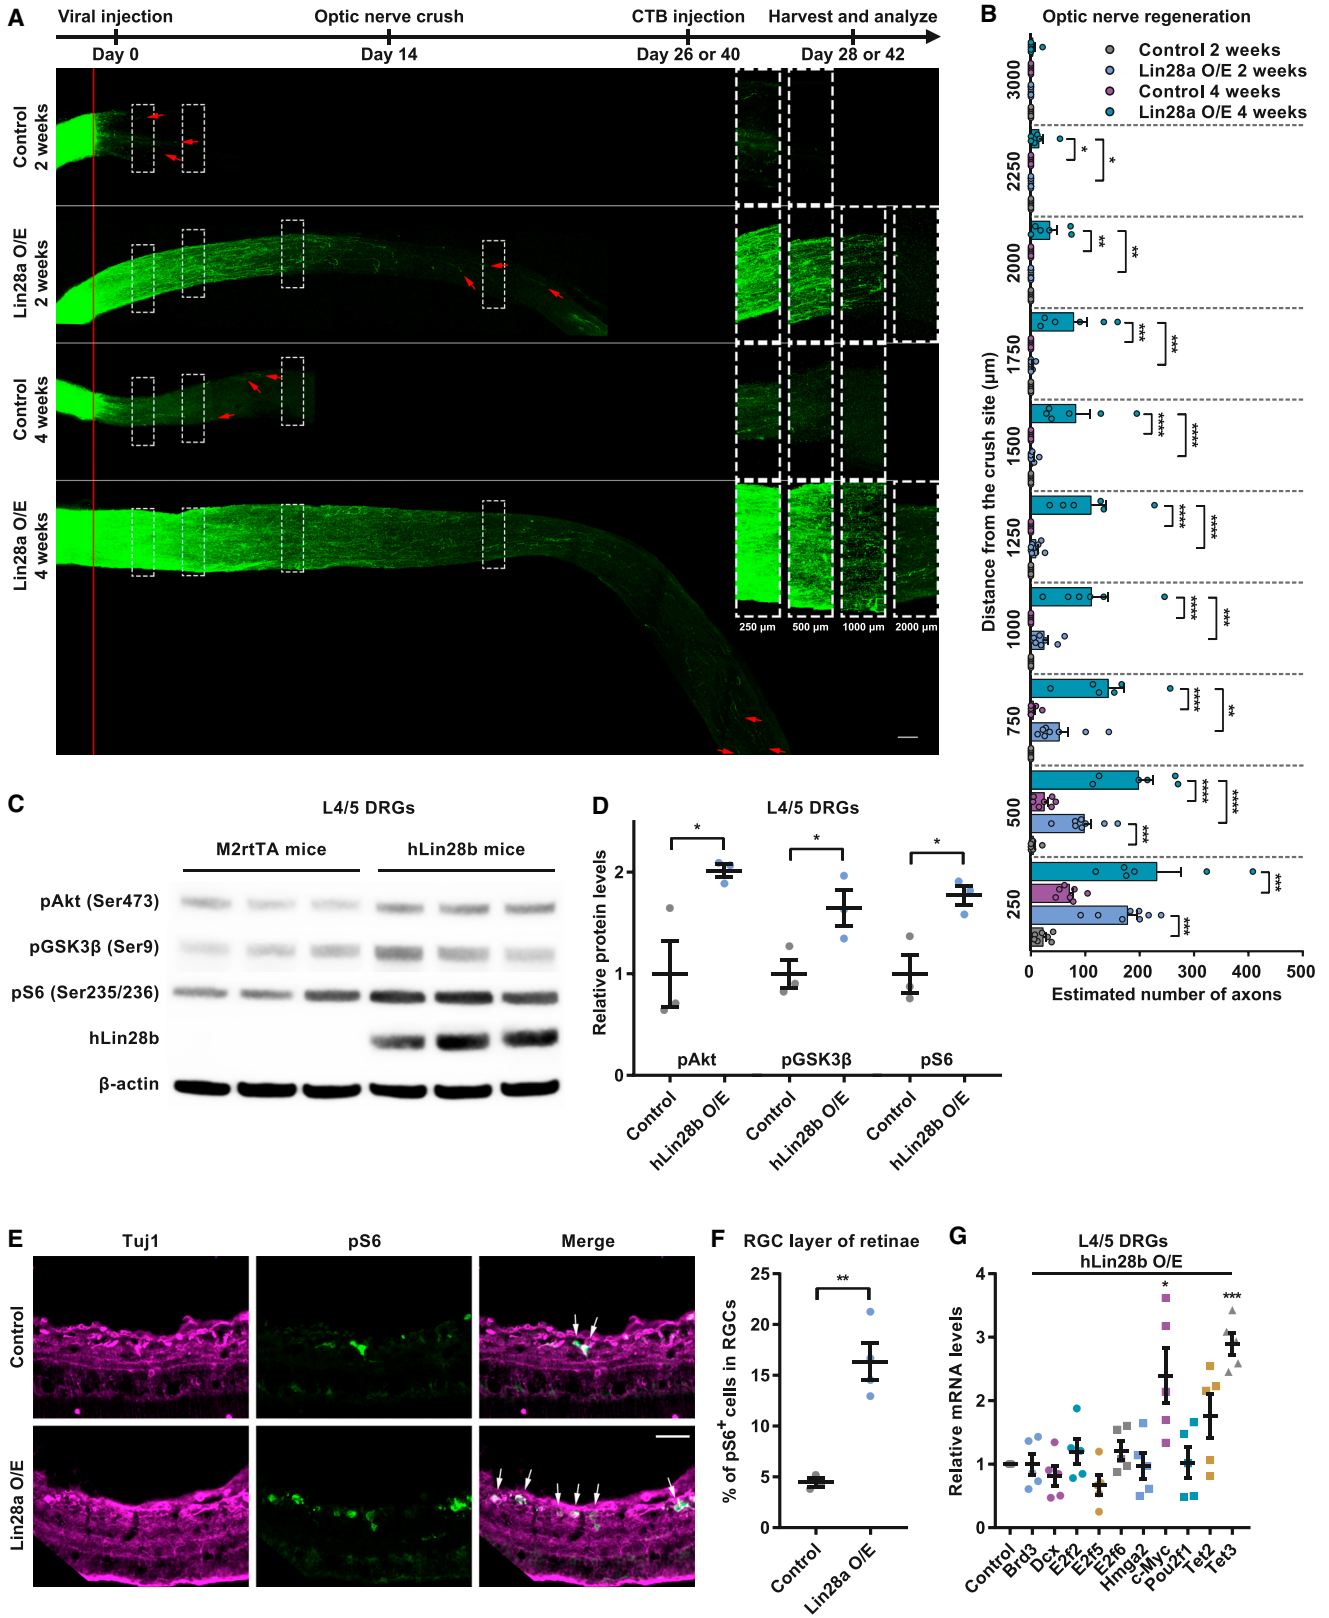 A
Viral injection
Optic nerve crush
CTB injection
Harvest and analyze
Day 0
Day 14
Day 26 or 40
Day 28 or 42
Control
2 weeks
Lin28a O/E
2 weeks
Control
4 weeks
Lin28a O/E
4 weeks
250 µm
500 µm
1000 µm
2000 µm
B
Optic nerve regeneration
Control 2 weeks
Lin28a O/E 2 weeks
Control 4 weeks
Lin28a O/E 4 weeks
Distance from the crush site (µm)
3000
2250
*
*
2000
**
**
1750
***
***
1500
****
****
1250
****
****
1000
****
***
750
****
**
500
****
****
***
250
***
***
0
100
200
300
400
500
Estimated number of axons
C
L4/5 DRGs
M2rtTA mice
hLin28b mice
pAkt (Ser473)
pGSK3β (Ser9)
pS6 (Ser235/236)
hLin28b
β-actin
D
L4/5 DRGs
Relative protein levels
2
1
0
*
*
*
pAkt
pGSK3β
pS6
Control
hLin28b O/E
Control
hLin28b O/E
Control
hLin28b O/E
E
Tuj1
pS6
Merge
Control
Lin28a O/E
F
RGC layer of retinae
% of pS6+ cells in RGCs
25
20
15
10
5
0
**
Control
Lin28a O/E
G
L4/5 DRGs
hLin28b O/E
Relative mRNA levels
4
3
2
1
0
*
***
Control
Brd3
Dcx
E2f2
E2f5
E2f6
Hmga2
c-Myc
Pou2f1
Tet2
Tet3